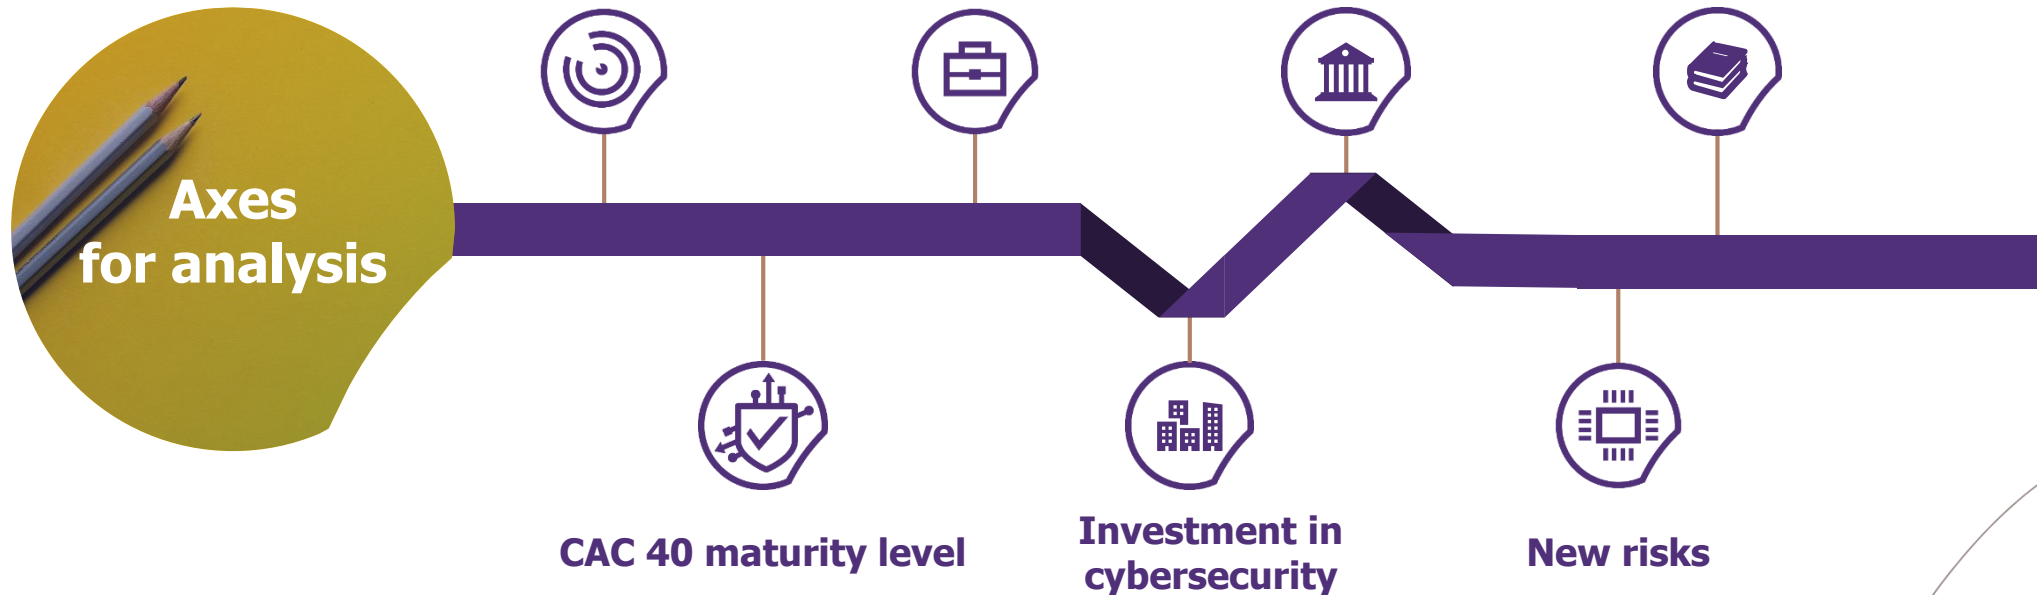 Axes
for analysis
CAC 40 maturity level
Investment in
cybersecurity
New risks